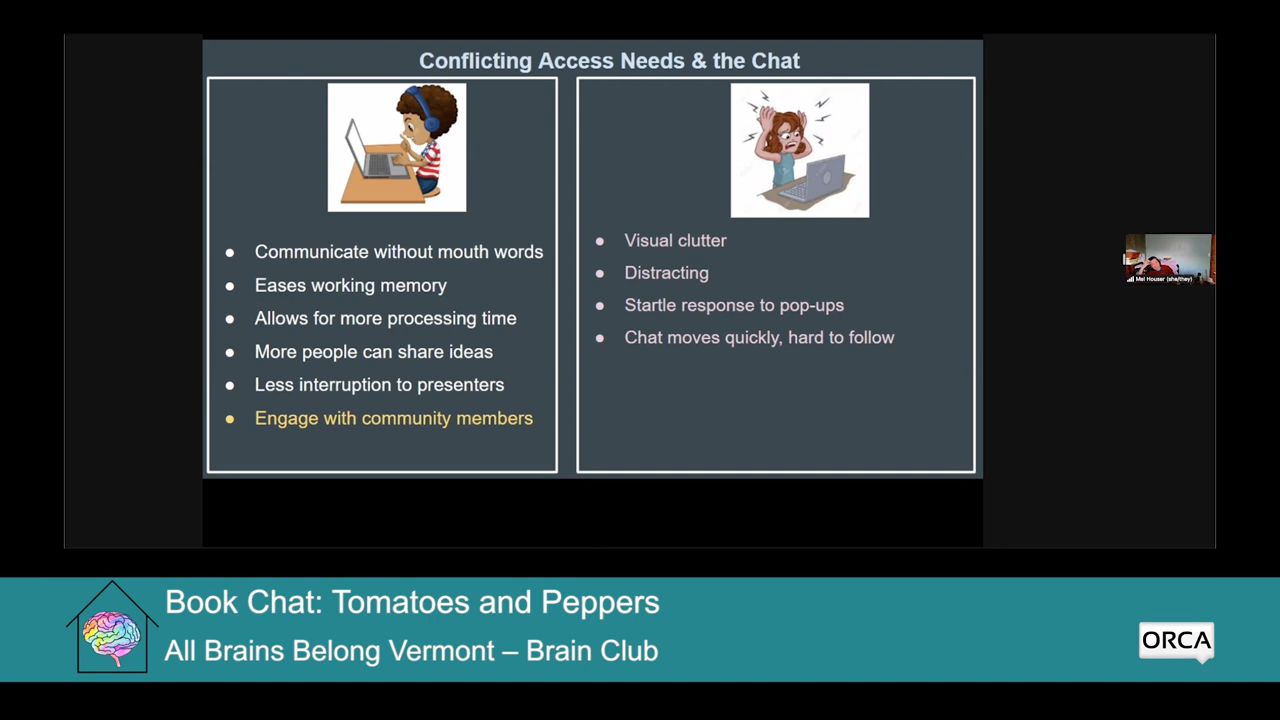 Conflicting Access Needs & the Chat
● Communicate without mouth words
● Eases working memory
● Allows for more processing time
● More people can share ideas
● Less interruption to presenters
● Engage with community members
● Visual clutter
● Distracting
● Startle response to pop-ups
● Chat moves quickly, hard to follow
Mel Houser (she/they)
Book Chat: Tomatoes and Peppers
All Brains Belong Vermont – Brain Club
ORCA